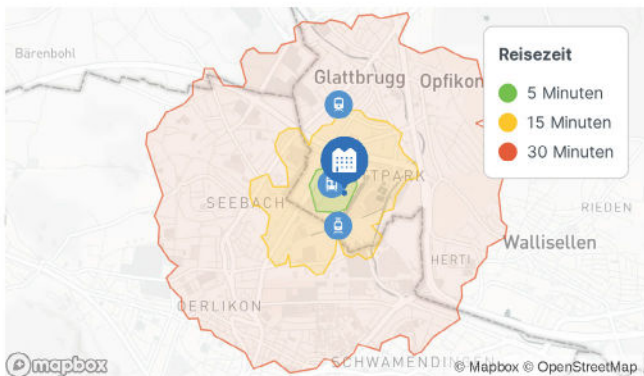 Bärenbohl
Glattbrugg
Opfikon
Reisezeit
5 Minuten
15 Minuten
30 Minuten
TPARK
SEEBACH
RIEDEN
Wallisellen
HERTI
OERLIKON
SCHWAMENDINGEN
mapbox
© Mapbox © OpenStreetMap